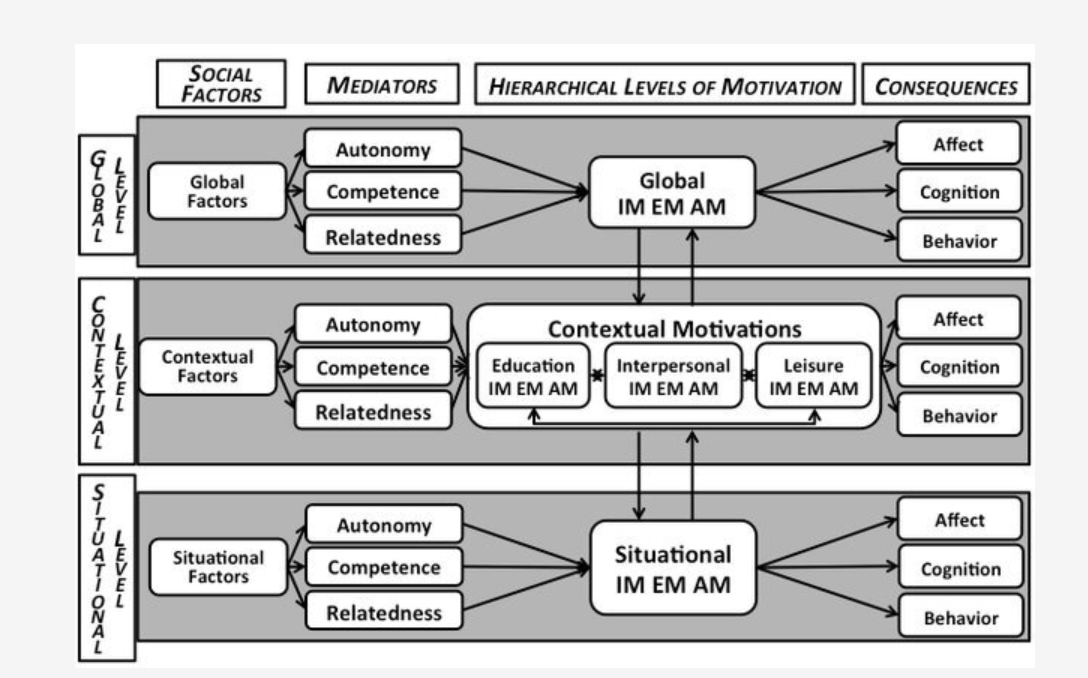 SOCIAL
FACTORS
MEDIATORS
HIERARCHICAL LEVELS OF MOTIVATION
CONSEQUENCES
GLOBAL
LEVEL
Global
Factors
Autonomy
Competence
Relatedness
Global
IM EM AM
Affect
Cognition
Behavior
CONTEXTUAL
LEVEL
Contextual
Factors
Autonomy
Competence
Relatedness
Contextual Motivations
Education
IM EM AM
Interpersonal
IM EM AM
Leisure
IM EM AM
Affect
Cognition
Behavior
SITUATIONAL
LEVEL
Situational
Factors
Autonomy
Competence
Relatedness
Situational
IM EM AM
Affect
Cognition
Behavior